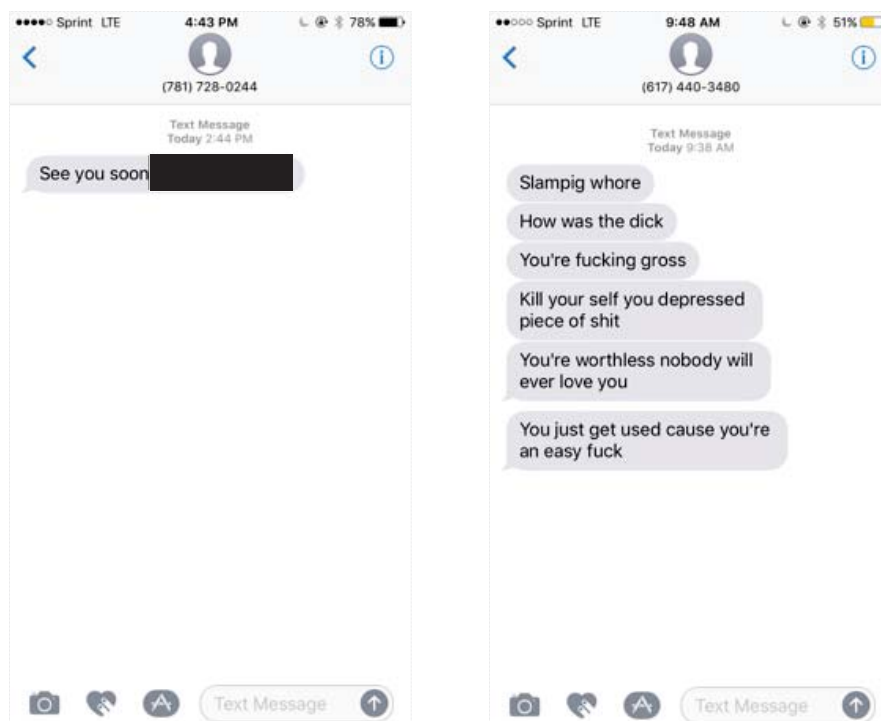 Sprint LTE 4:43 PM 78%
(781) 728-0244
Text Message
Today 2:44 PM
See you soon
Text Message
Sprint LTE 9:48 AM 51%
(617) 440-3480
Text Message
Today 9:38 AM
Slampig whore
How was the dick
You're fucking gross
Kill your self you depressed
piece of shit
You're worthless nobody will
ever love you
You just get used cause you're
an easy fuck
Text Message